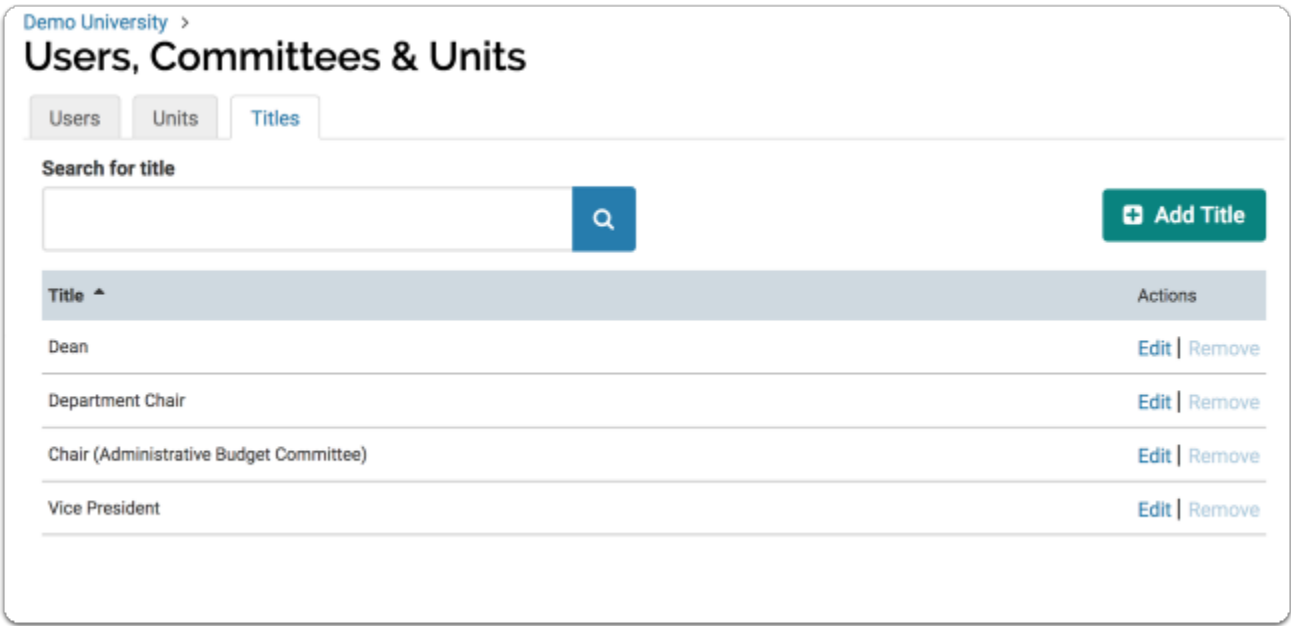 Demo University >
Users, Committees & Units
Users Units Titles
Search for title
Add Title
Title Actions
Dean Edit | Remove
Department Chair Edit | Remove
Chair (Administrative Budget Committee) Edit | Remove
Vice President Edit | Remove